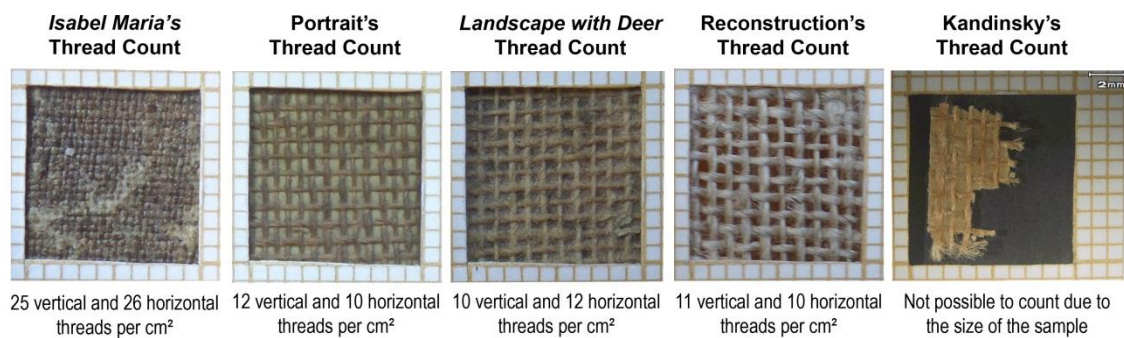 Isabel Maria's
Thread Count
Portrait's
Thread Count
Landscape with Deer
Thread Count
Reconstruction's
Thread Count
Kandinsky's
Thread Count
2mm
25 vertical and 26 horizontal
threads per cm²
12 vertical and 10 horizontal
threads per cm²
10 vertical and 12 horizontal
threads per cm²
11 vertical and 10 horizontal
threads per cm²
Not possible to count due to
the size of the sample